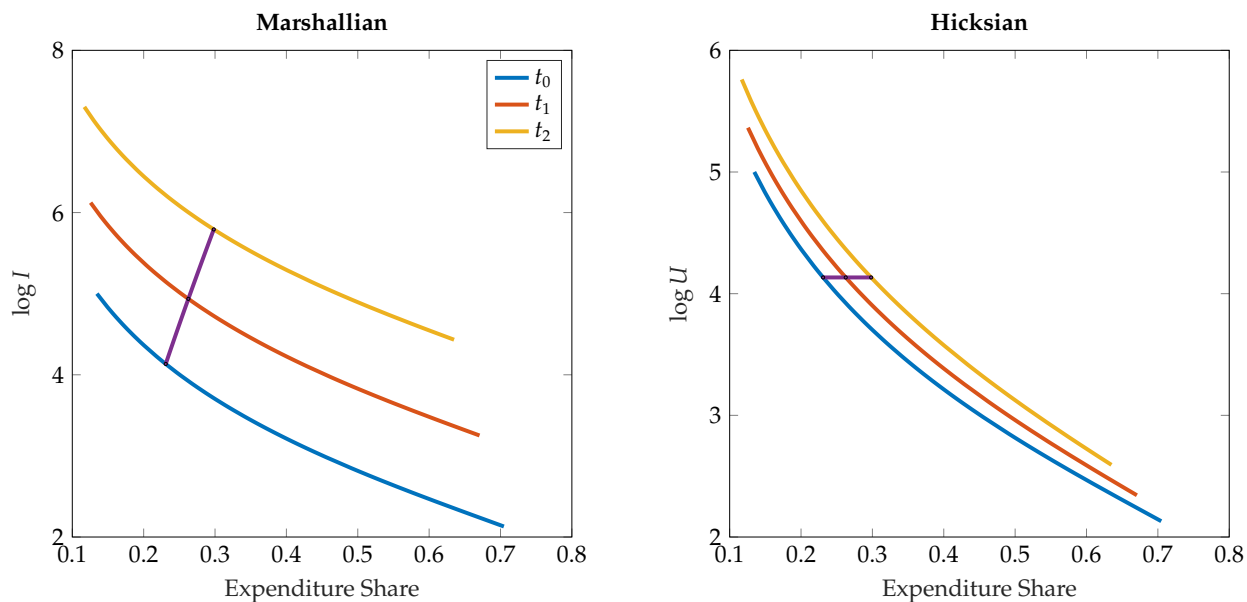 Marshallian
8
6
4
2
log I
0.1 0.2 0.3 0.4 0.5 0.6 0.7 0.8
Expenditure Share
t₀
t₁
t₂
Hicksian
6
5
4
3
2
log U
0.1 0.2 0.3 0.4 0.5 0.6 0.7 0.8
Expenditure Share